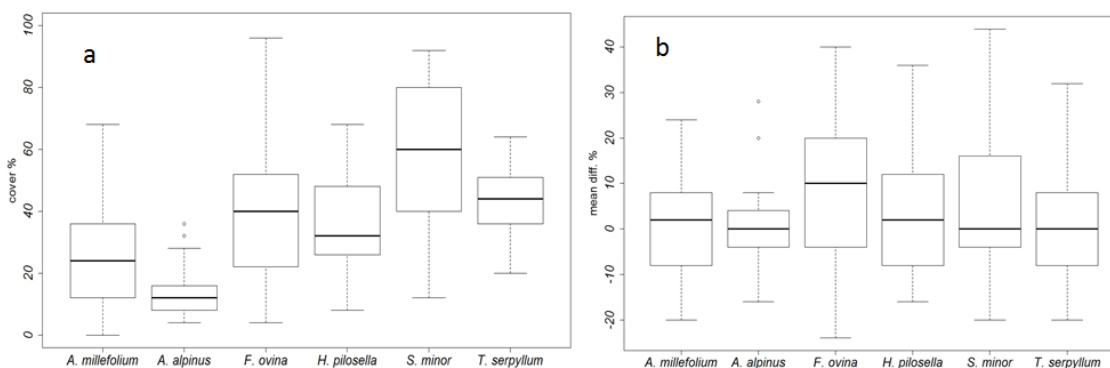 a
cover %
100
80
60
40
20
0
A. millefolium A. alpinus F. ovina H. pilosella S. minor T. serpyllum
b
mean diff. %
40
30
20
10
0
-10
-20
A. millefolium A. alpinus F. ovina H. pilosella S. minor T. serpyllum